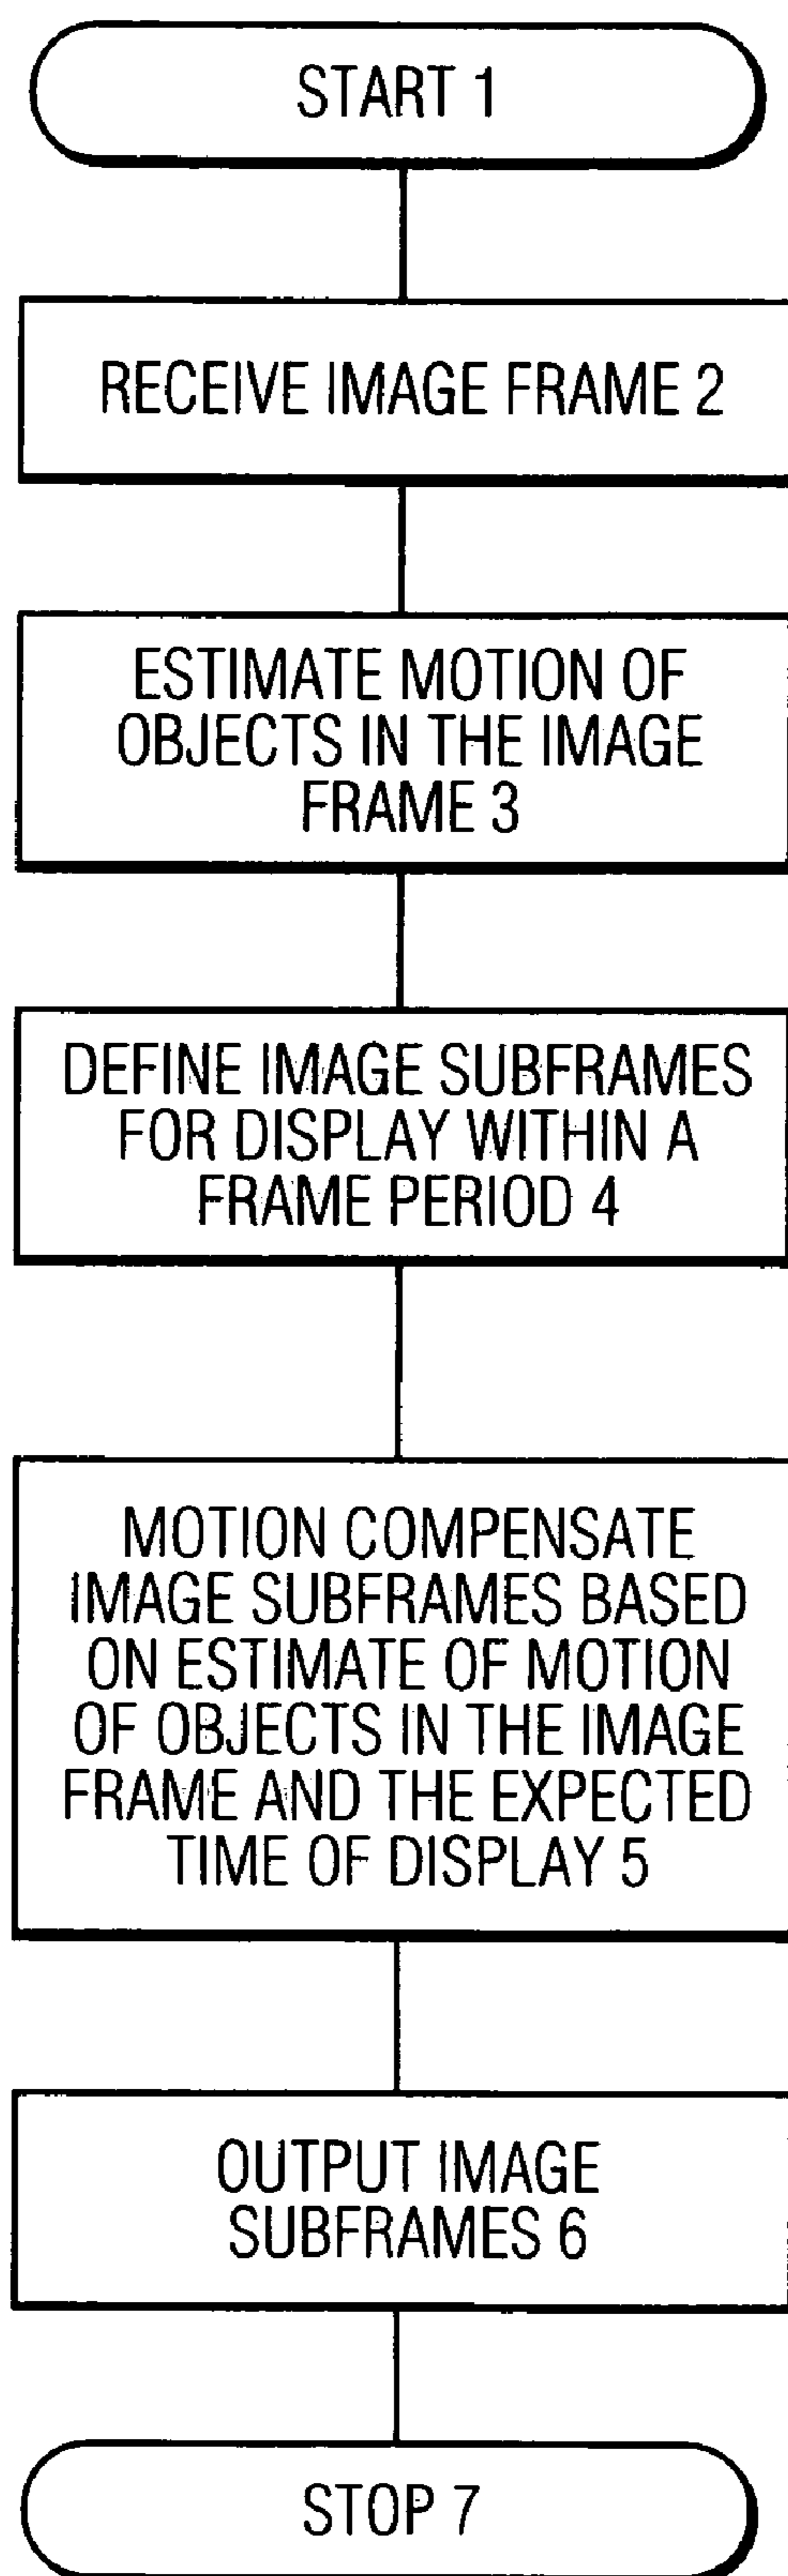 START 1
RECEIVE IMAGE FRAME 2
ESTIMATE MOTION OF
OBJECTS IN THE IMAGE
FRAME 3
DEFINE IMAGE SUBFRAMES
FOR DISPLAY WITHIN A
FRAME PERIOD 4
MOTION COMPENSATE
IMAGE SUBFRAMES BASED
ON ESTIMATE OF MOTION
OF OBJECTS IN THE IMAGE
FRAME AND THE EXPECTED
TIME OF DISPLAY 5
OUTPUT IMAGE
SUBFRAMES 6
STOP 7